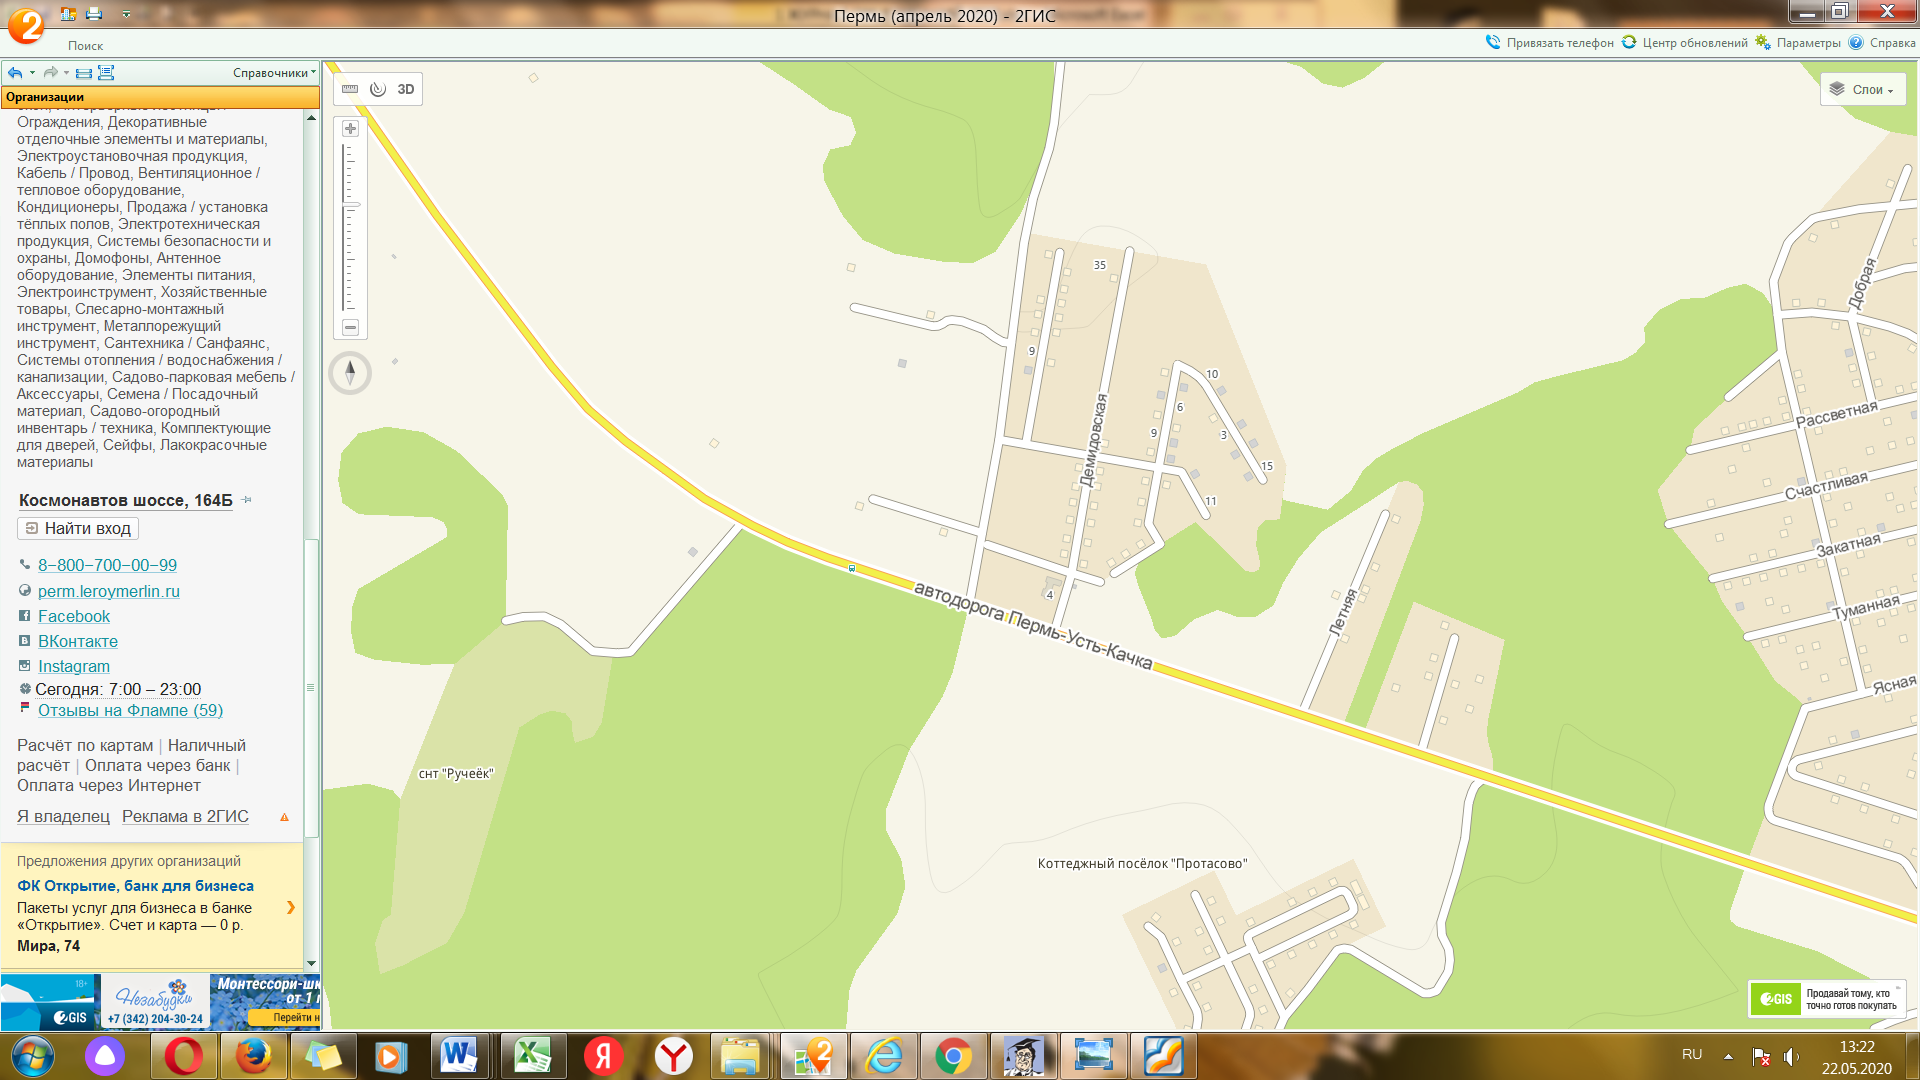 Пермь (апрель 2020) - 2ГИС
Поиск
Привязать телефон
Центр обновлений
Параметры
Справка
Справочники
Организации
Ограждения, Декоративные
отделочные элементы и материалы,
Электроустановочная продукция,
Кабель / Провод, Вентиляционное /
тепловое оборудование,
Кондиционеры, Продажа / установка
тёплых полов, Электротехническая
продукция, Системы безопасности и
охраны, Домофоны, Антенное
оборудование, Элементы питания,
Электроинструмент, Хозяйственные
товары, Слесарно-монтажный
инструмент, Металлорежущий
инструмент, Сантехника / Санфаянс,
Системы отопления / водоснабжения /
канализации, Садово-парковая мебель /
Аксессуары, Семена / Посадочный
материал, Садово-огородный
инвентарь / техника, Комплектующие
для дверей, Сейфы, Лакокрасочные
материалы
Космонавтов шоссе, 164Б
Найти вход
8-800-700-00-99
perm.leroymerlin.ru
Facebook
ВКонтакте
Instagram
Сегодня: 7:00 – 23:00
Отзывы на Флампе (59)
Расчёт по картам | Наличный
расчёт | Оплата через банк |
Оплата через Интернет
Я владелец Реклама в 2ГИС
Предложения других организаций
ФК Открытие, банк для бизнеса
Пакеты услуг для бизнеса в банке
«Открытие». Счет и карта — 0 р.
Мира, 74
18+
2GIS
Незабудки
+7 (342) 204-30-24
Монтессори-шк
от 1 г
Перейти н
3D
Слои
35
9
10
6
9
3
15
11
4
Демидовская
Летняя
Добрая
Рассветная
Счастливая
Закатная
Туманная
Ясная
автодорога Пермь-Усть-Качка
снт "Ручеёк"
Коттеджный посёлок "Протасово"
2GIS
Продавай тому, кто
точно готов покупать
RU
13:22
22.05.2020